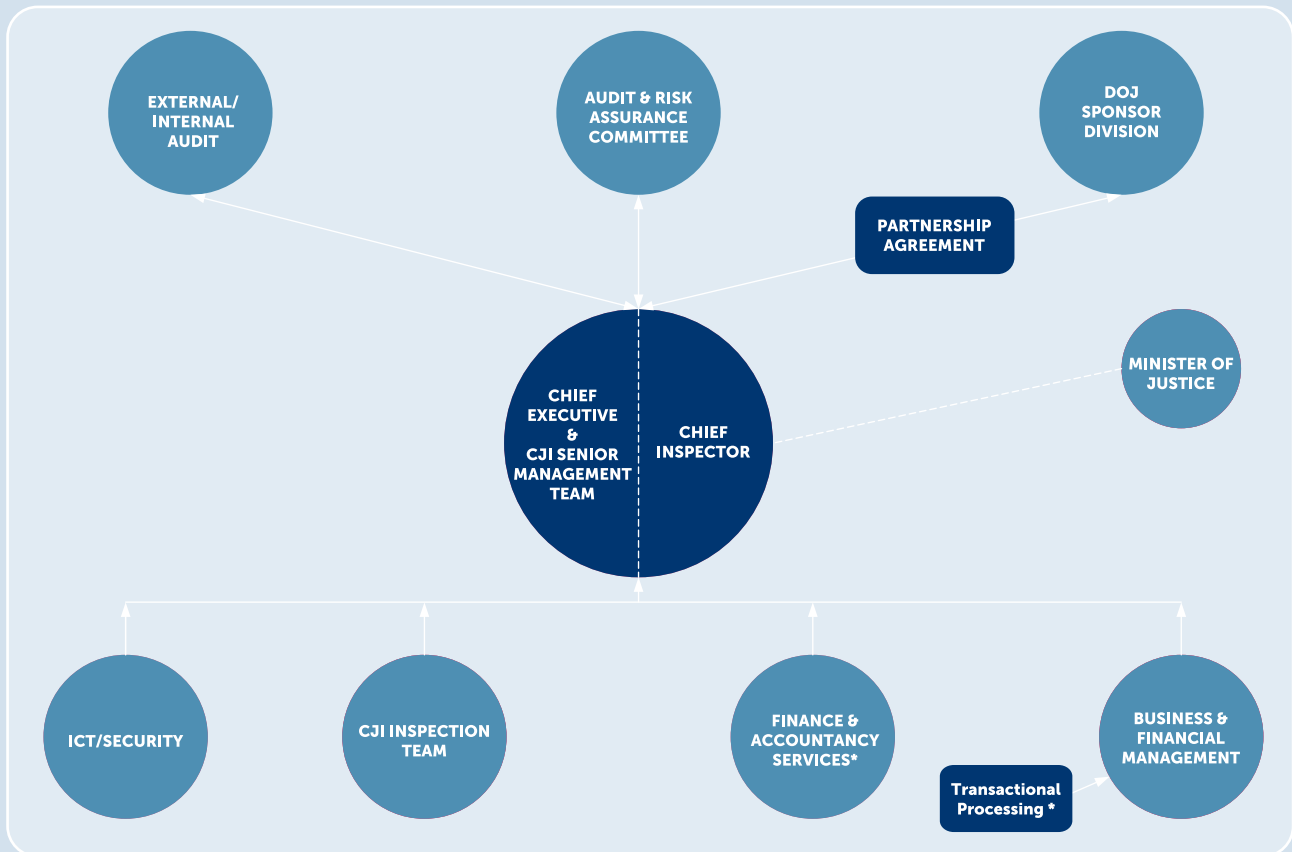 EXTERNAL/
INTERNAL
AUDIT
AUDIT & RISK
ASSURANCE
COMMITTEE
DOJ
SPONSOR
DIVISION
PARTNERSHIP
AGREEMENT
MINISTER OF
JUSTICE
CHIEF
EXECUTIVE
&
CJI SENIOR
MANAGEMENT
TEAM
CHIEF
INSPECTOR
ICT/SECURITY
CJI INSPECTION
TEAM
FINANCE &
ACCOUNTANCY
SERVICES*
Transactional
Processing *
BUSINESS &
FINANCIAL
MANAGEMENT